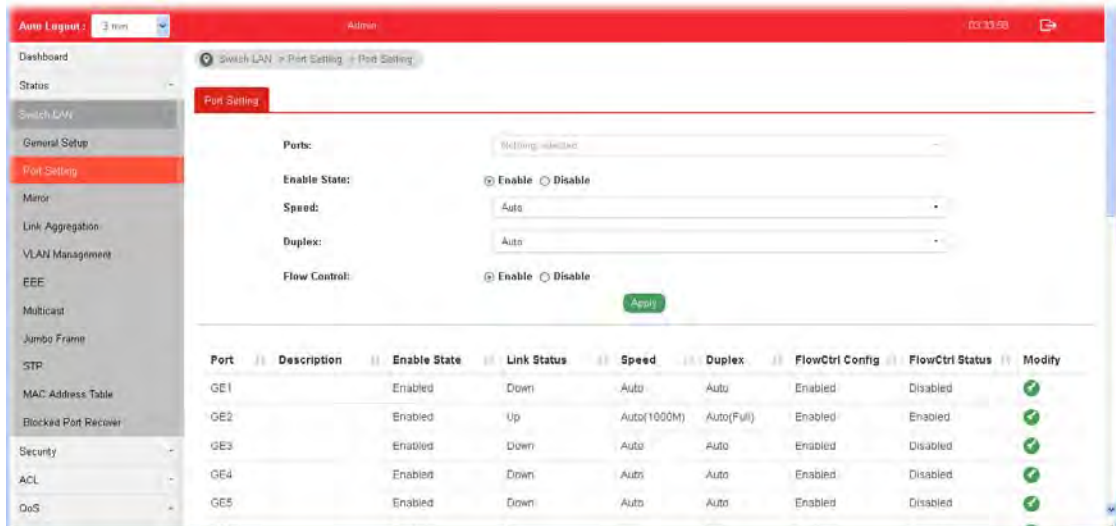 Auto Logout : 3 min Admin 03:33:58
Dashboard
Status
Switch LAN
General Setup
Port Setting
Mirror
Link Aggregation
VLAN Management
EEE
Multicast
Jumbo Frame
STP
MAC Address Table
Blocked Port Recover
Security
ACL
QoS
Switch LAN > Port Setting > Port Setting
Port Setting
Ports: Nothing selected
Enable State: Enable Disable
Speed: Auto
Duplex: Auto
Flow Control: Enable Disable
Apply
Port Description Enable State Link Status Speed Duplex FlowCtrl Config FlowCtrl Status Modify
GE1 Enabled Down Auto Auto Enabled Disabled
GE2 Enabled Up Auto(1000M) Auto(Full) Enabled Enabled
GE3 Enabled Down Auto Auto Enabled Disabled
GE4 Enabled Down Auto Auto Enabled Disabled
GE5 Enabled Down Auto Auto Enabled Disabled